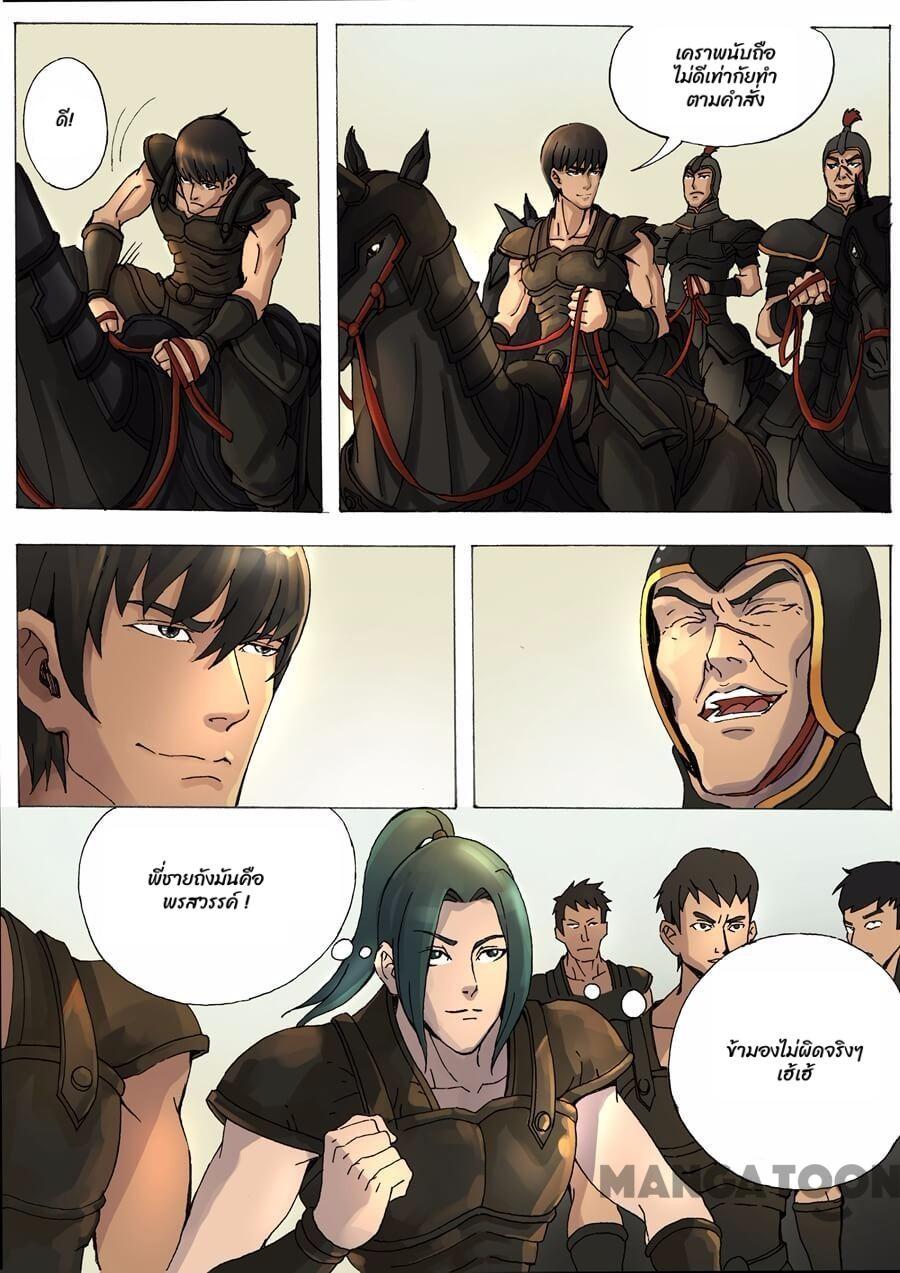 ดี!
เคราพนับถือ
ไม่ดีเท่ากัยทำ
ตามคำสั่ง
พี่ชายถังมันคือ
พรสวรรค์ !
ข้ามองไม่ผิดจริงๆ
เฮ้เฮ้
MANGATOON